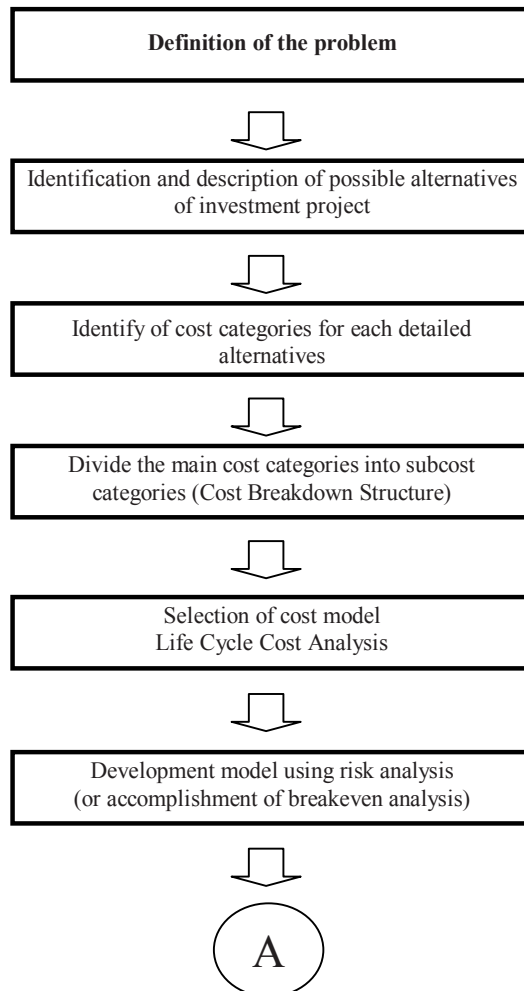 Definition of the problem
Identification and description of possible alternatives
of investment project
Identify of cost categories for each detailed
alternatives
Divide the main cost categories into subcost
categories (Cost Breakdown Structure)
Selection of cost model
Life Cycle Cost Analysis
Development model using risk analysis
(or accomplishment of breakeven analysis)
A